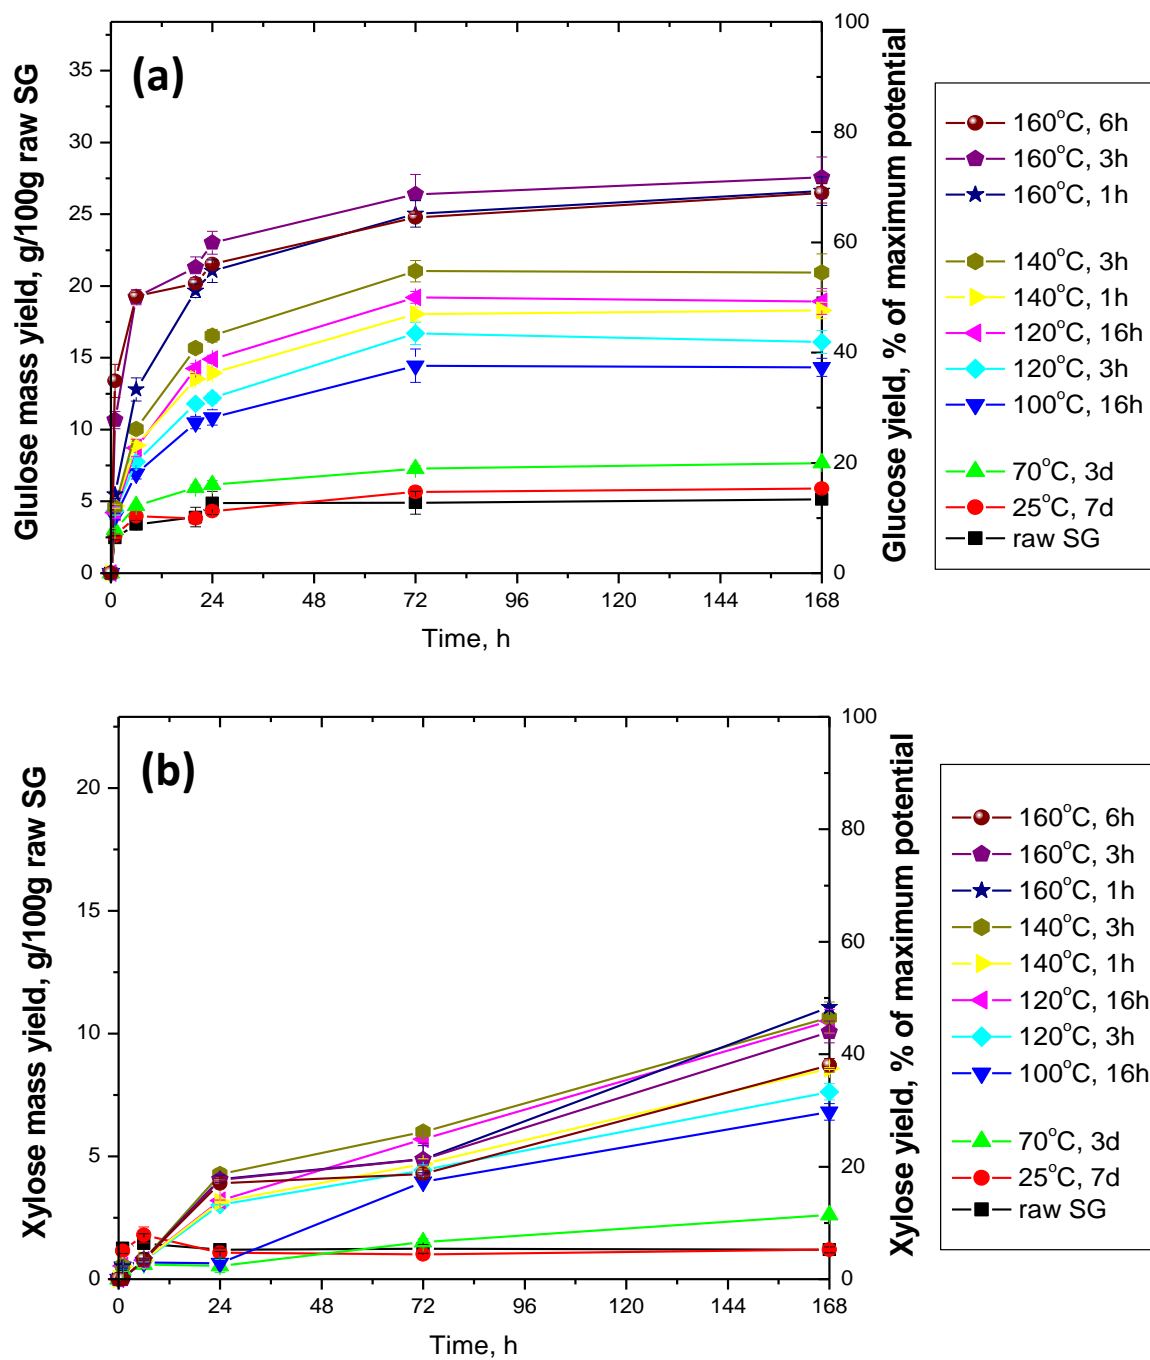 (a)
Glulose mass yield, g/100g raw SG
35
30
25
20
15
10
5
0
0 24 48 72 96 120 144 168
Time, h
100
80
60
40
20
0
Glucose yield, % of maximum potential
160°C, 6h
160°C, 3h
160°C, 1h
140°C, 3h
140°C, 1h
120°C, 16h
120°C, 3h
100°C, 16h
70°C, 3d
25°C, 7d
raw SG
(b)
Xylose mass yield, g/100g raw SG
20
15
10
5
0
0 24 48 72 96 120 144 168
Time, h
100
80
60
40
20
0
Xylose yield, % of maximum potential
160°C, 6h
160°C, 3h
160°C, 1h
140°C, 3h
140°C, 1h
120°C, 16h
120°C, 3h
100°C, 16h
70°C, 3d
25°C, 7d
raw SG